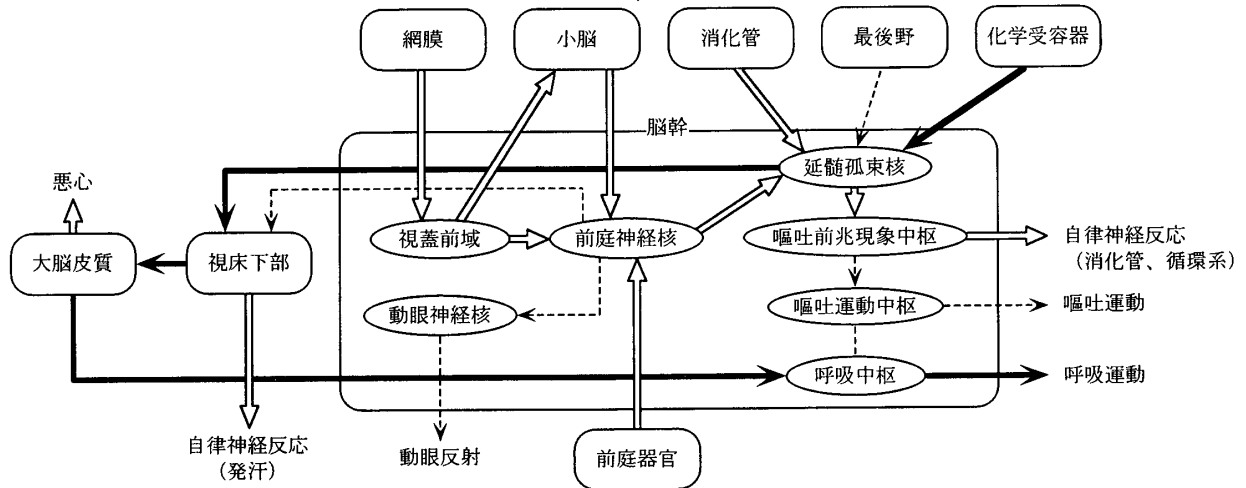 網膜
小脳
消化管
最後野
化学受容器
脳幹
延髄孤束核
悪心
視蓋前域
前庭神経核
嘔吐前兆現象中枢
自律神経反応
(消化管、循環系)
大脳皮質
視床下部
動眼神経核
嘔吐運動中枢
嘔吐運動
呼吸中枢
呼吸運動
自律神経反応
(発汗)
動眼反射
前庭器官